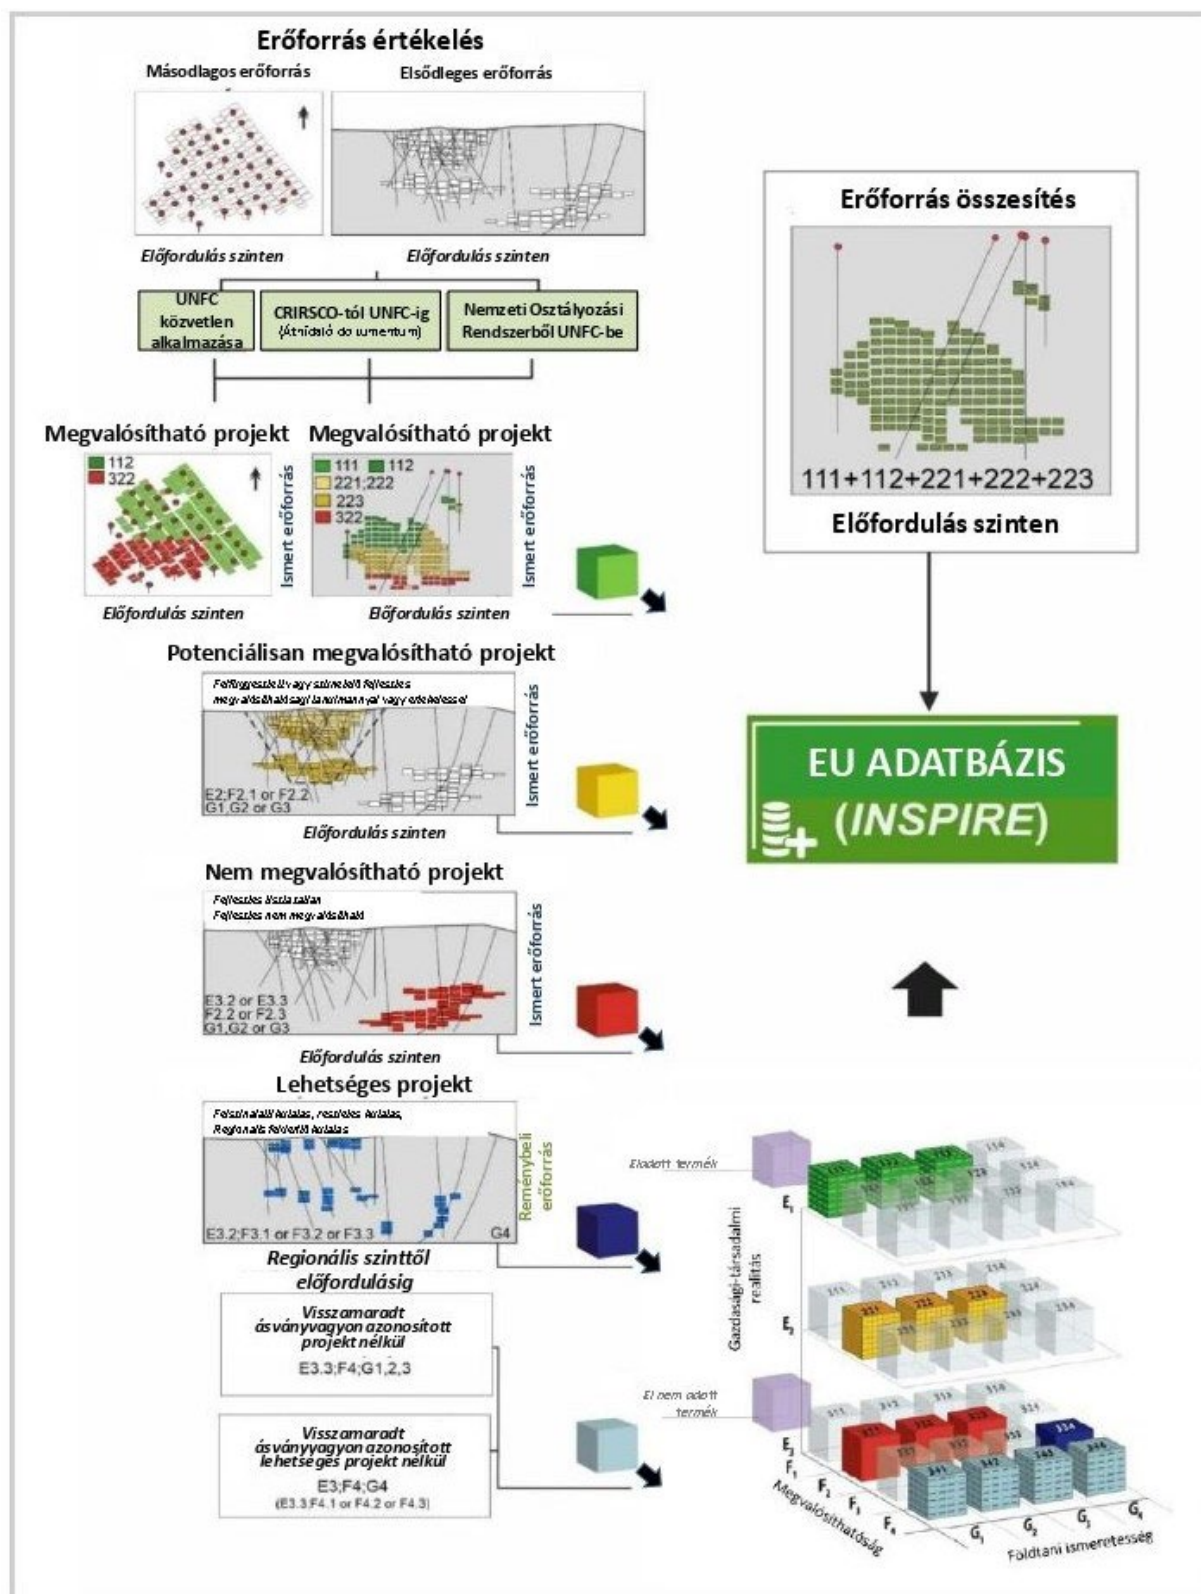 Erőforrás értékelés
Másodlagos erőforrás
Elsődleges erőforrás
Előfordulás szinten
Előfordulás szinten
UNFC
közvetlen
alkalmazása
CRIRSCO-tól UNFC-ig
Nemzeti Osztályozási
Rendszerből UNFC-be
Megvalósítható projekt
112
322
Ismert erőforrás
Előfordulás szinten
Megvalósítható projekt
111
112
221;222
223
322
Ismert erőforrás
Előfordulás szinten
Potenciálisan megvalósítható projekt
E2;F2.1 or F2.2
G1,G2 or G3
Ismert erőforrás
Előfordulás szinten
Nem megvalósítható projekt
E3.2 or E3.3
F2.2 or F2.3
G1,G2 or G3
Ismert erőforrás
Előfordulás szinten
Lehetséges projekt
E3.2;F3.1 or F3.2 or F3.3
G4
Reménybeli
erőforrás
Regionális szinttől
előfordulásig
Visszamaradt
ásványvagyon azonosított
projekt nélkül
E3.3;F4;G1,2,3
Visszamaradt
ásványvagyon azonosított
lehetséges projekt nélkül
E3;F4;G4
(E3.3;F4.1 or F4.2 or F4.3)
Erőforrás összesítés
111+112+221+222+223
Előfordulás szinten
EU ADATBÁZIS
(INSPIRE)
Eladott termék
El nem adott
termék
Gazdasági-társadalmi
realitás
E1
E2
E3
F1
F2
F3
F4
Megvalósíthatóság
G1
G2
G3
G4
Földtani ismeretesség